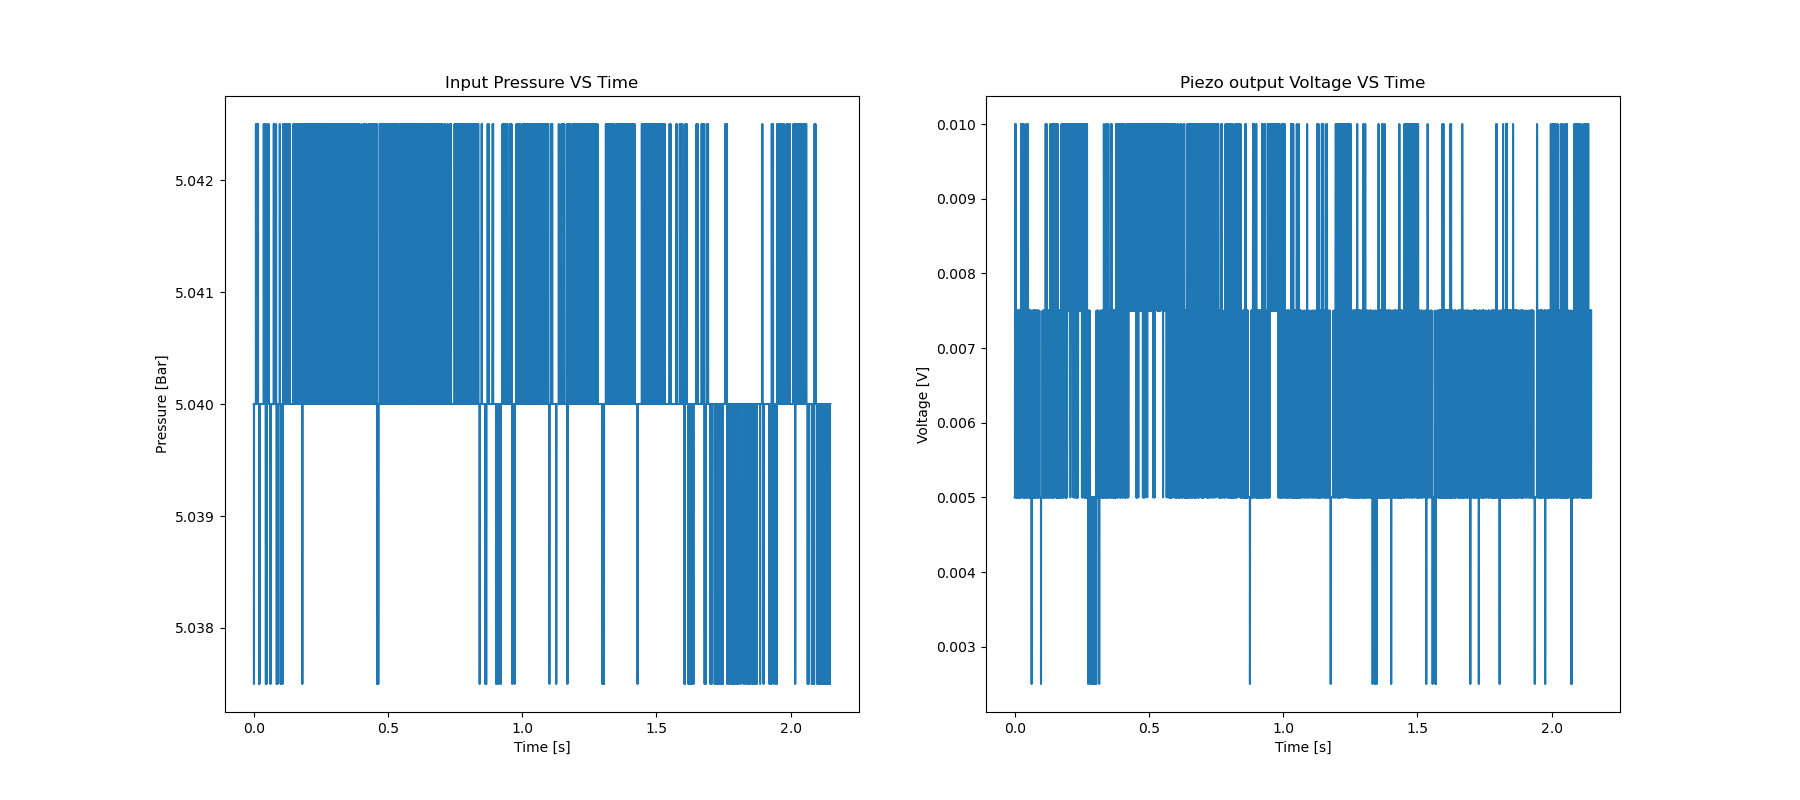 Input Pressure VS Time
Pressure [Bar]
5.042
5.041
5.040
5.039
5.038
0.0 0.5 1.0 1.5 2.0
Time [s]
Piezo output Voltage VS Time
Voltage [V]
0.010
0.009
0.008
0.007
0.006
0.005
0.004
0.003
0.0 0.5 1.0 1.5 2.0
Time [s]